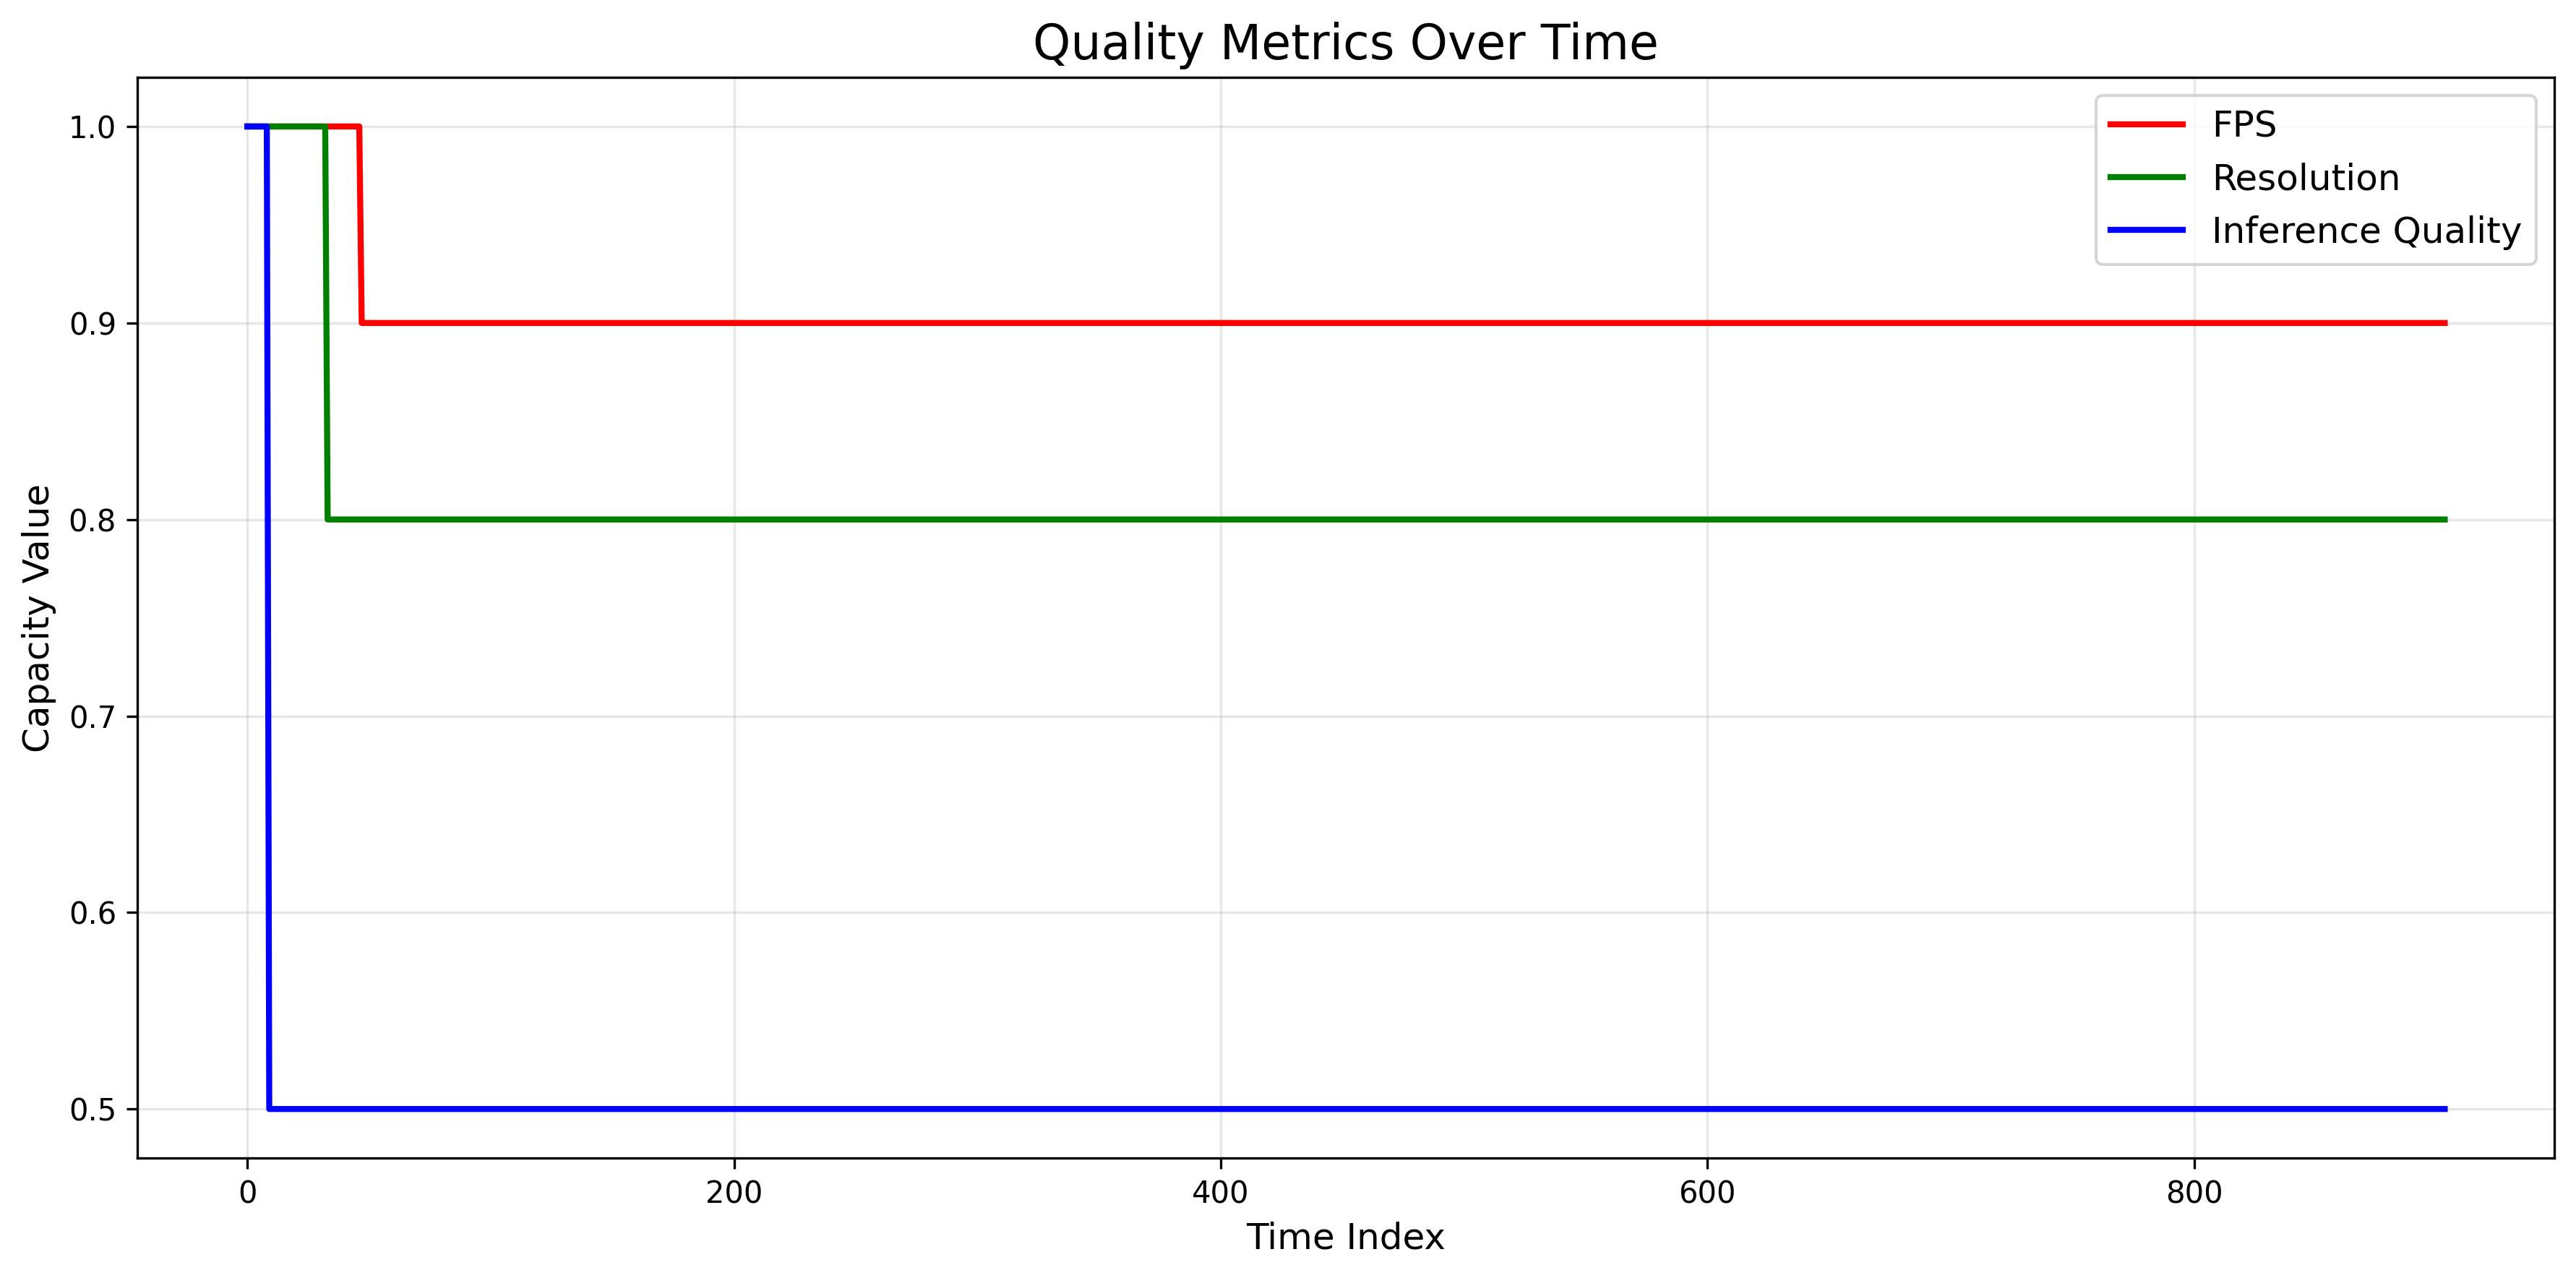 Quality Metrics Over Time
FPS
Resolution
Inference Quality
Capacity Value
1.0
0.9
0.8
0.7
0.6
0.5
0
200
400
600
800
Time Index